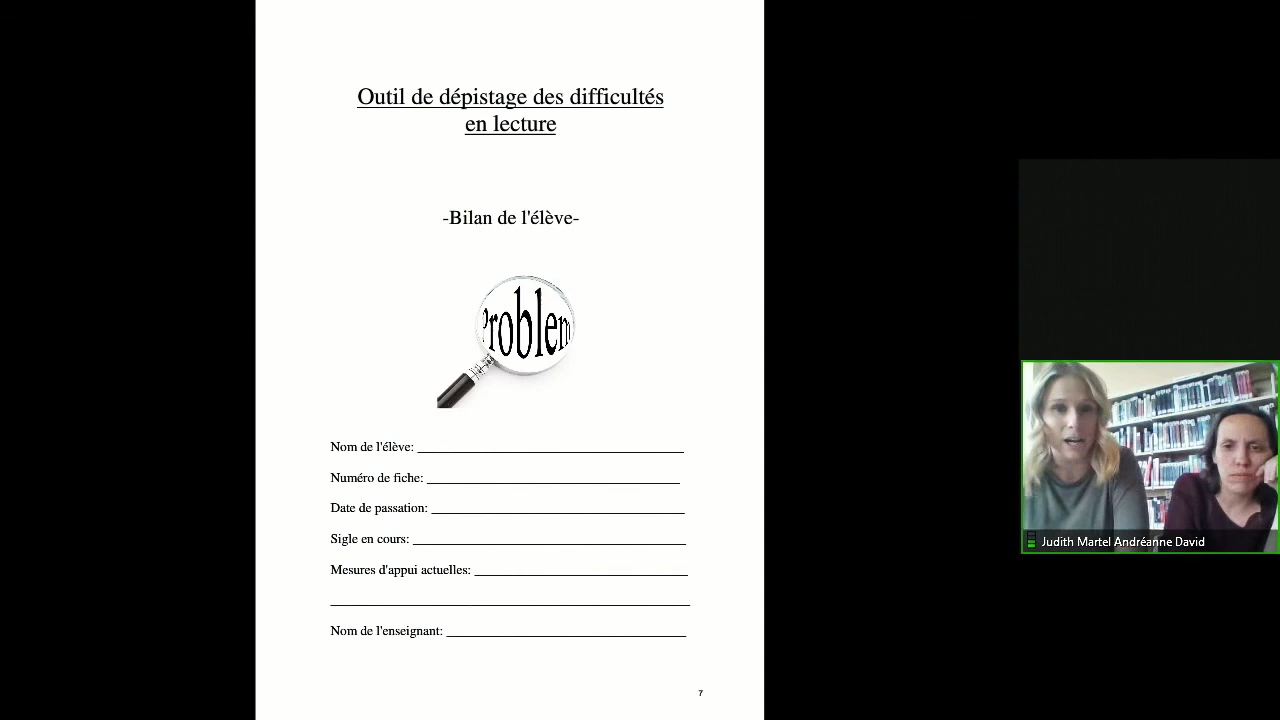 Outil de dépistage des difficultés
en lecture
-Bilan de l'élève-
Problem
Nom de l'élève:
Numéro de fiche:
Date de passation:
Sigle en cours:
Mesures d'appui actuelles:
Nom de l'enseignant:
7
Judith Martel Andréanne David